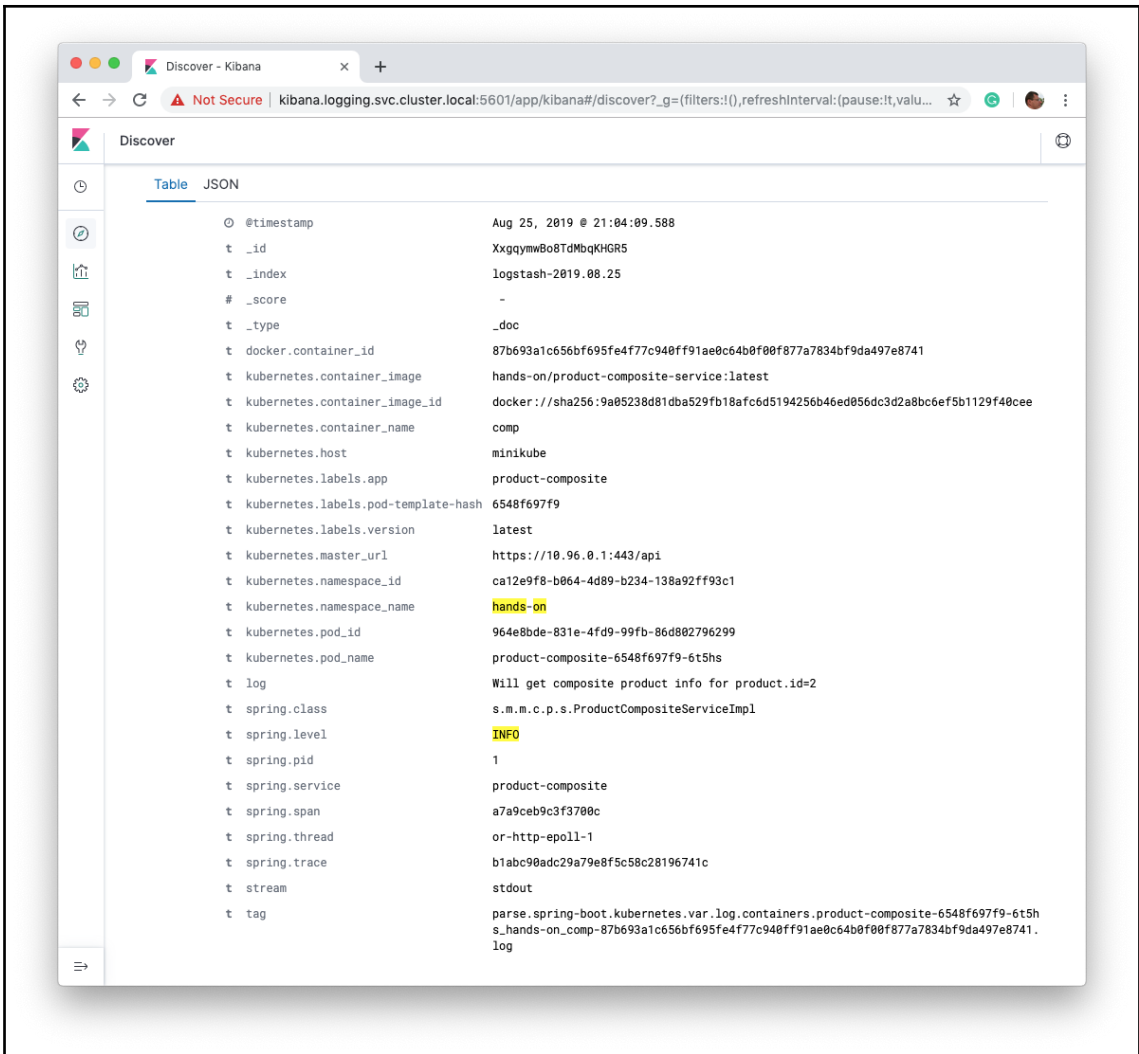 Discover - Kibana
Not Secure | kibana.logging.svc.cluster.local:5601/app/kibana#/discover?_g=(filters:!(),refreshInterval:(pause:!t,valu...
Discover
Table JSON
@timestamp Aug 25, 2019 @ 21:04:09.588
t _id XxgqymwBo8TdMbqKHGR5
t _index logstash-2019.08.25
# _score -
t _type _doc
t docker.container_id 87b693a1c656bf695fe4f77c940ff91ae0c64b0f00f877a7834bf9da497e8741
t kubernetes.container_image hands-on/product-composite-service:latest
t kubernetes.container_image_id docker://sha256:9a05238d81dba529fb18afc6d5194256b46ed056dc3d2a8bc6ef5b1129f40cee
t kubernetes.container_name comp
t kubernetes.host minikube
t kubernetes.labels.app product-composite
t kubernetes.labels.pod-template-hash 6548f697f9
t kubernetes.labels.version latest
t kubernetes.master_url https://10.96.0.1:443/api
t kubernetes.namespace_id ca12e9f8-b064-4d89-b234-138a92ff93c1
t kubernetes.namespace_name hands-on
t kubernetes.pod_id 964e8bde-831e-4fd9-99fb-86d802796299
t kubernetes.pod_name product-composite-6548f697f9-6t5hs
t log Will get composite product info for product.id=2
t spring.class s.m.m.c.p.s.ProductCompositeServiceImpl
t spring.level INFO
t spring.pid 1
t spring.service product-composite
t spring.span a7a9ceb9c3f3700c
t spring.thread or-http-epoll-1
t spring.trace b1abc90adc29a79e8f5c58c28196741c
t stream stdout
t tag parse.spring-boot.kubernetes.var.log.containers.product-composite-6548f697f9-6t5h
s_hands-on_comp-87b693a1c656bf695fe4f77c940ff91ae0c64b0f00f877a7834bf9da497e8741.
log